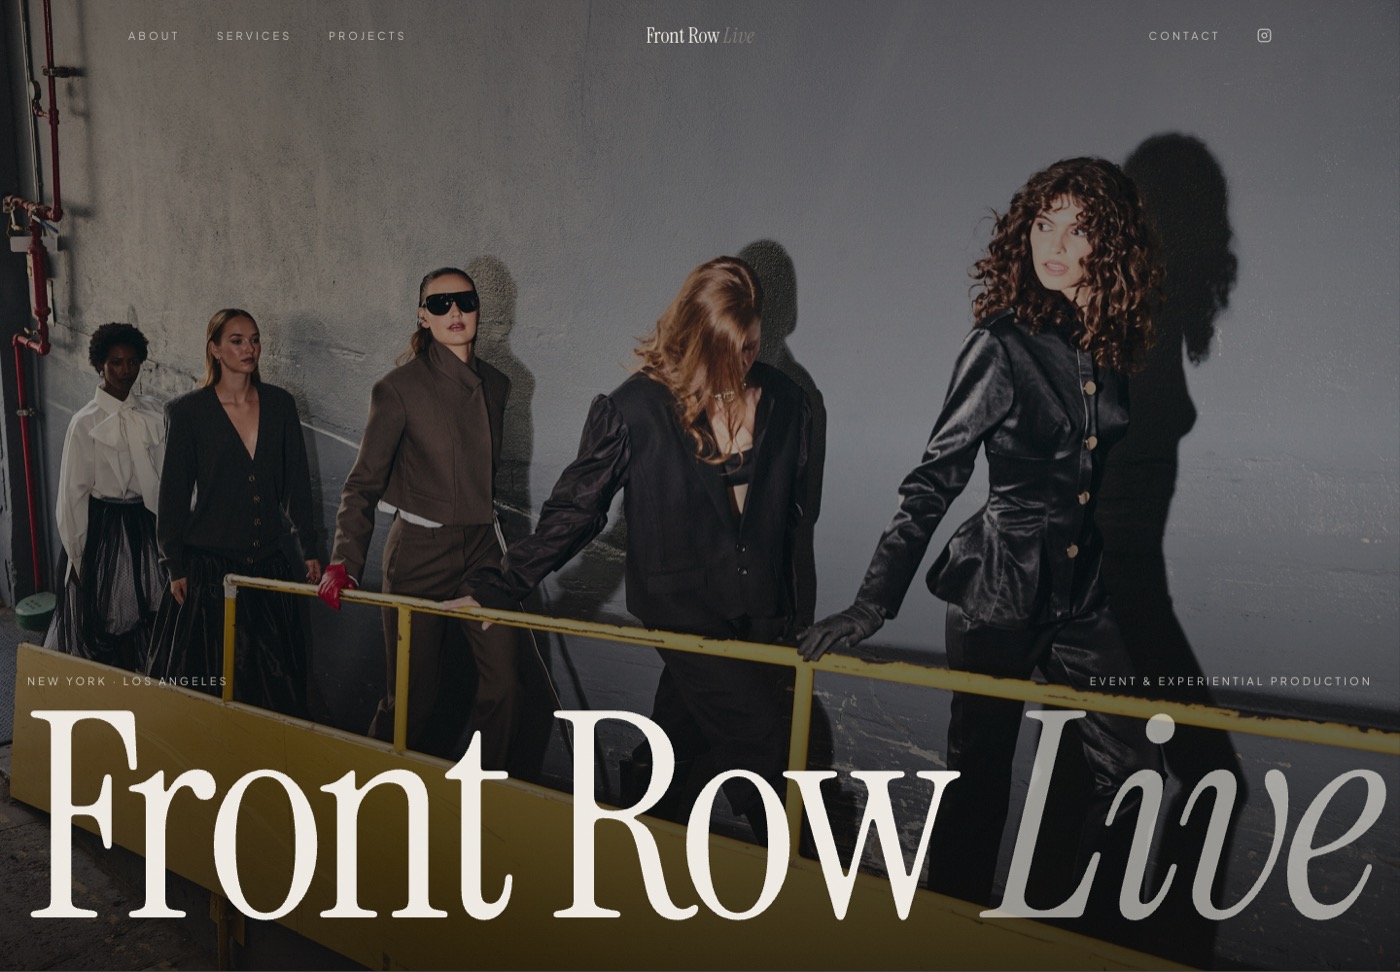 ABOUT SERVICES PROJECTS Front Row Live CONTACT
NEW YORK · LOS ANGELES EVENT & EXPERIENTIAL PRODUCTION
Front Row Live